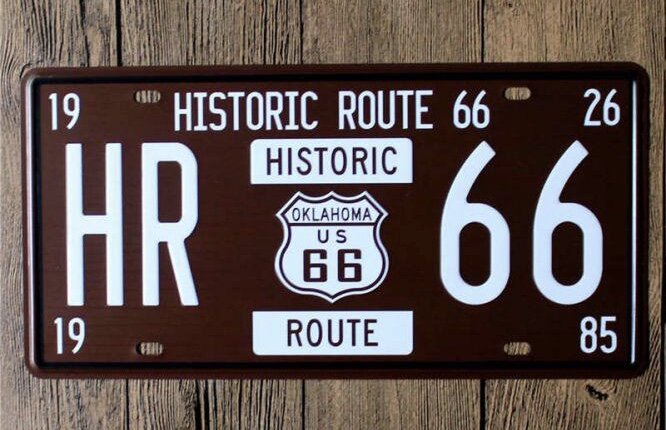 19 HISTORIC ROUTE 66 26
HISTORIC
HR 66
OKLAHOMA
US
66
ROUTE
19 85